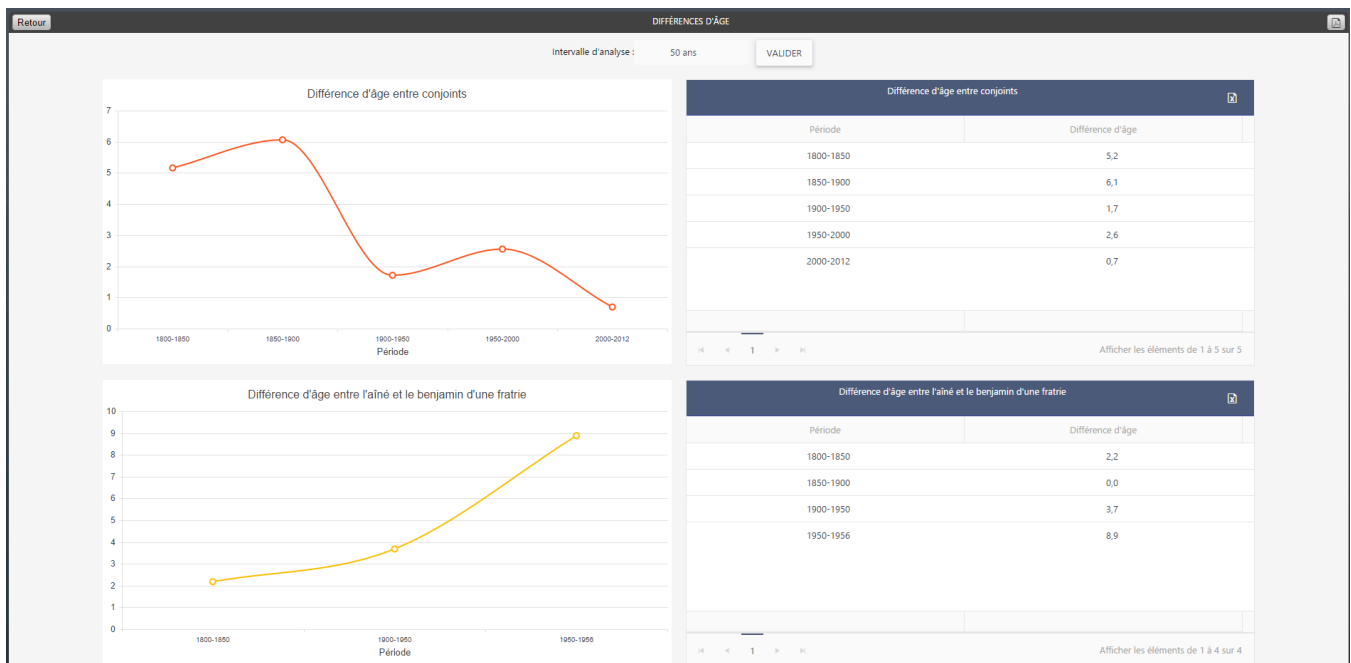 Retour
DIFFÉRENCES D'ÂGE
Intervalle d'analyse : 50 ans VALIDER
Différence d'âge entre conjoints
7
6
5
4
3
2
1
0
1800-1850 1850-1900 1900-1950 1950-2000 2000-2012
Période
Différence d'âge entre conjoints
Période Différence d'âge
1800-1850 5,2
1850-1900 6,1
1900-1950 1,7
1950-2000 2,6
2000-2012 0,7
1
Afficher les éléments de 1 à 5 sur 5
Différence d'âge entre l'aîné et le benjamin d'une fratrie
10
9
8
7
6
5
4
3
2
1
0
1800-1850 1900-1950 1950-1956
Période
Différence d'âge entre l'aîné et le benjamin d'une fratrie
Période Différence d'âge
1800-1850 2,2
1850-1900 0,0
1900-1950 3,7
1950-1956 8,9
1
Afficher les éléments de 1 à 4 sur 4